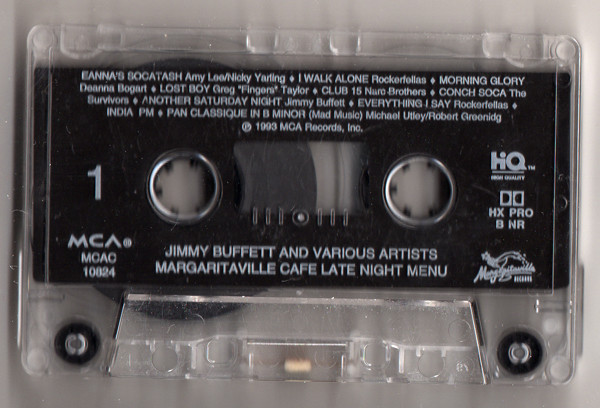 EANNA'S SOCATASH Amy Lee/Nicky Yarling ♦ I WALK ALONE Rockerfellas ♦ MORNING GLORY
Deanna Bogart ♦ LOST BOY Greg "Fingers" Taylor ♦ CLUB 15 Nuro Brothers ♦ CONCH SOCA The
Survivors ♦ ANOTHER SATURDAY NIGHT Jimmy Buffett ♦ EVERYTHING I SAY Rockerfellas ♦
INDIA PM ♦ PAN CLASSIQUE IN B MINOR (Mad Music) Michael Utley/Robert Greenidg
℗ 1993 MCA Records, Inc.
1
HiQ™
HIGH QUALITY
HX PRO
B NR
MCA®
MCAC
10824
JIMMY BUFFETT AND VARIOUS ARTISTS
MARGARITAVILLE CAFE LATE NIGHT MENU
Margaritaville